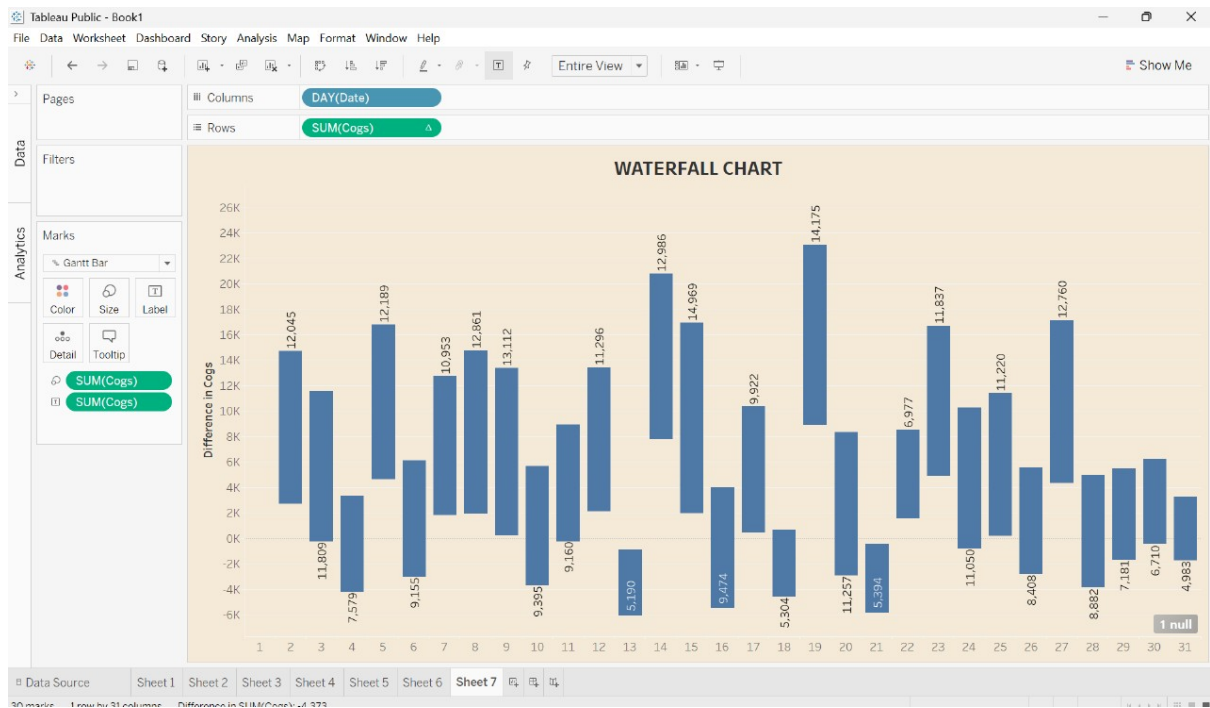 Tableau Public - Book1
File Data Worksheet Dashboard Story Analysis Map Format Window Help
Entire View
Show Me
Pages
Columns
DAY(Date)
Rows
SUM(Cogs)
Data
Filters
Analytics
Marks
Gantt Bar
Color Size Label
Detail Tooltip
SUM(Cogs)
SUM(Cogs)
WATERFALL CHART
Difference in Cogs
26K
24K
22K
20K
18K
16K
14K
12K
10K
8K
6K
4K
2K
0K
-2K
-4K
-6K
12,045
11,809
7,579
12,189
9,155
10,953
12,861
13,112
9,395
9,160
11,296
5,190
12,986
14,969
9,474
9,922
5,304
14,175
11,257
5,394
6,977
11,837
11,050
11,220
8,408
12,760
8,882
7,181
6,710
4,983
1 null
1 2 3 4 5 6 7 8 9 10 11 12 13 14 15 16 17 18 19 20 21 22 23 24 25 26 27 28 29 30 31
Data Source Sheet 1 Sheet 2 Sheet 3 Sheet 4 Sheet 5 Sheet 6 Sheet 7
30 marks 1 row by 31 columns Difference in SUM(Cogs): -4,373